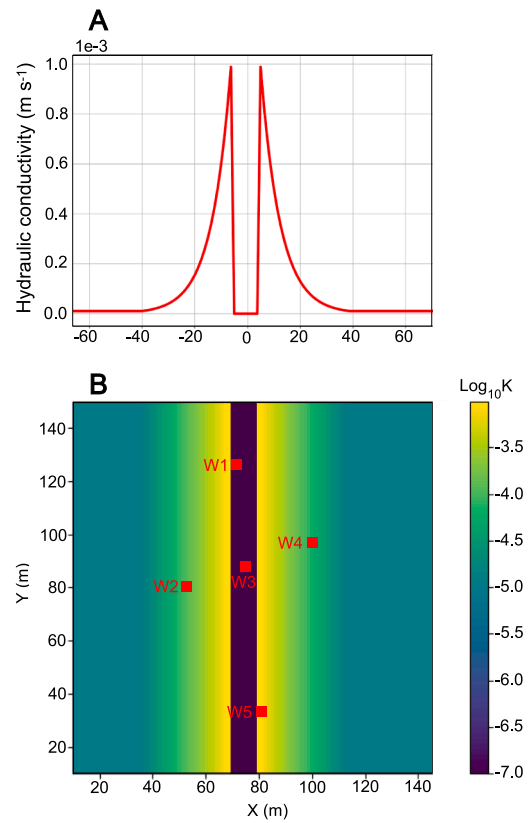 A
1e-3
Hydraulic conductivity (m s-1)
1.0
0.8
0.6
0.4
0.2
0.0
-60 -40 -20 0 20 40 60
B
Log10K
140
120
100
80
60
40
20
Y (m)
W1
W4
W3
W2
W5
20 40 60 80 100 120 140
X (m)
-3.5
-4.0
-4.5
-5.0
-5.5
-6.0
-6.5
-7.0